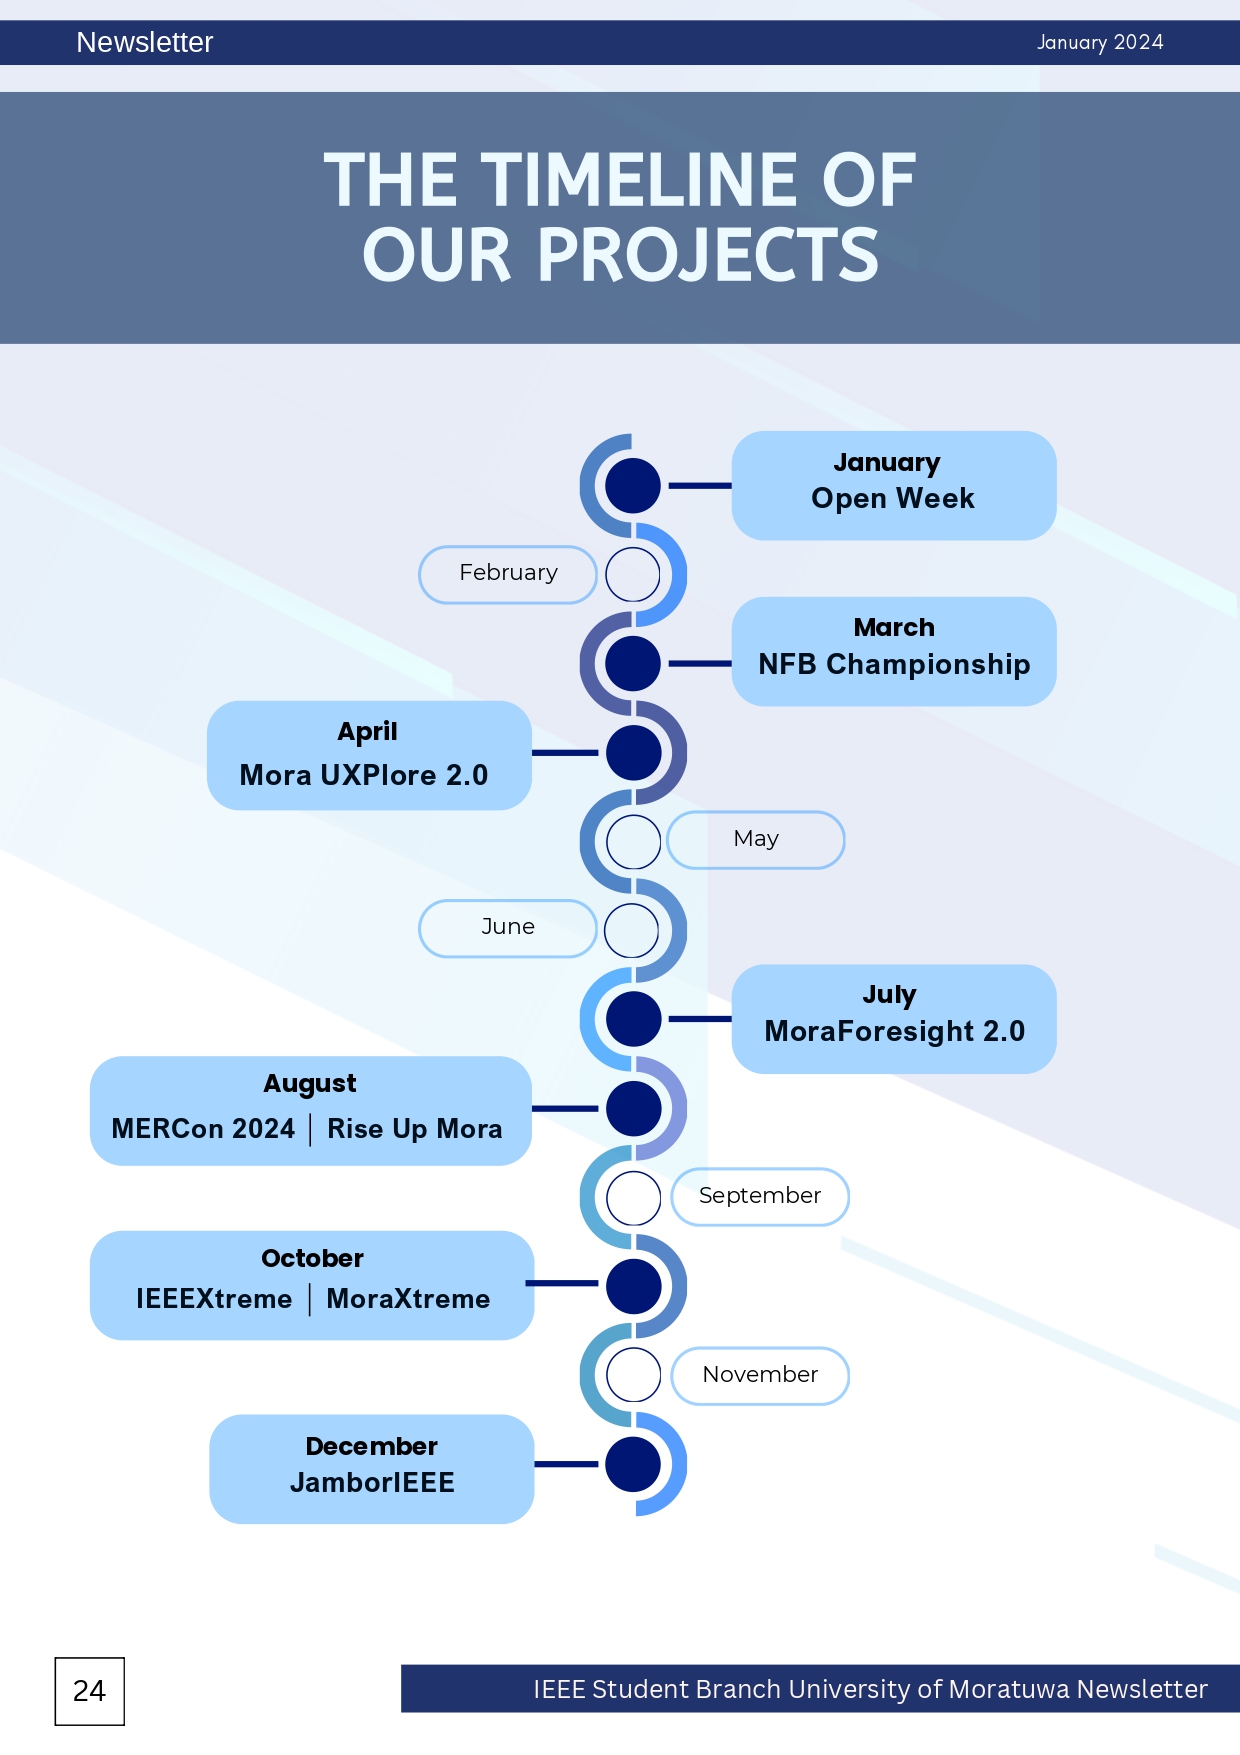 Newsletter
January 2024
THE TIMELINE OF
OUR PROJECTS
January
Open Week
February
March
NFB Championship
April
Mora UXPlore 2.0
May
June
July
MoraForesight 2.0
August
MERCon 2024 | Rise Up Mora
September
October
IEEEXtreme | MoraXtreme
November
December
JamborIEEE
24
IEEE Student Branch University of Moratuwa Newsletter